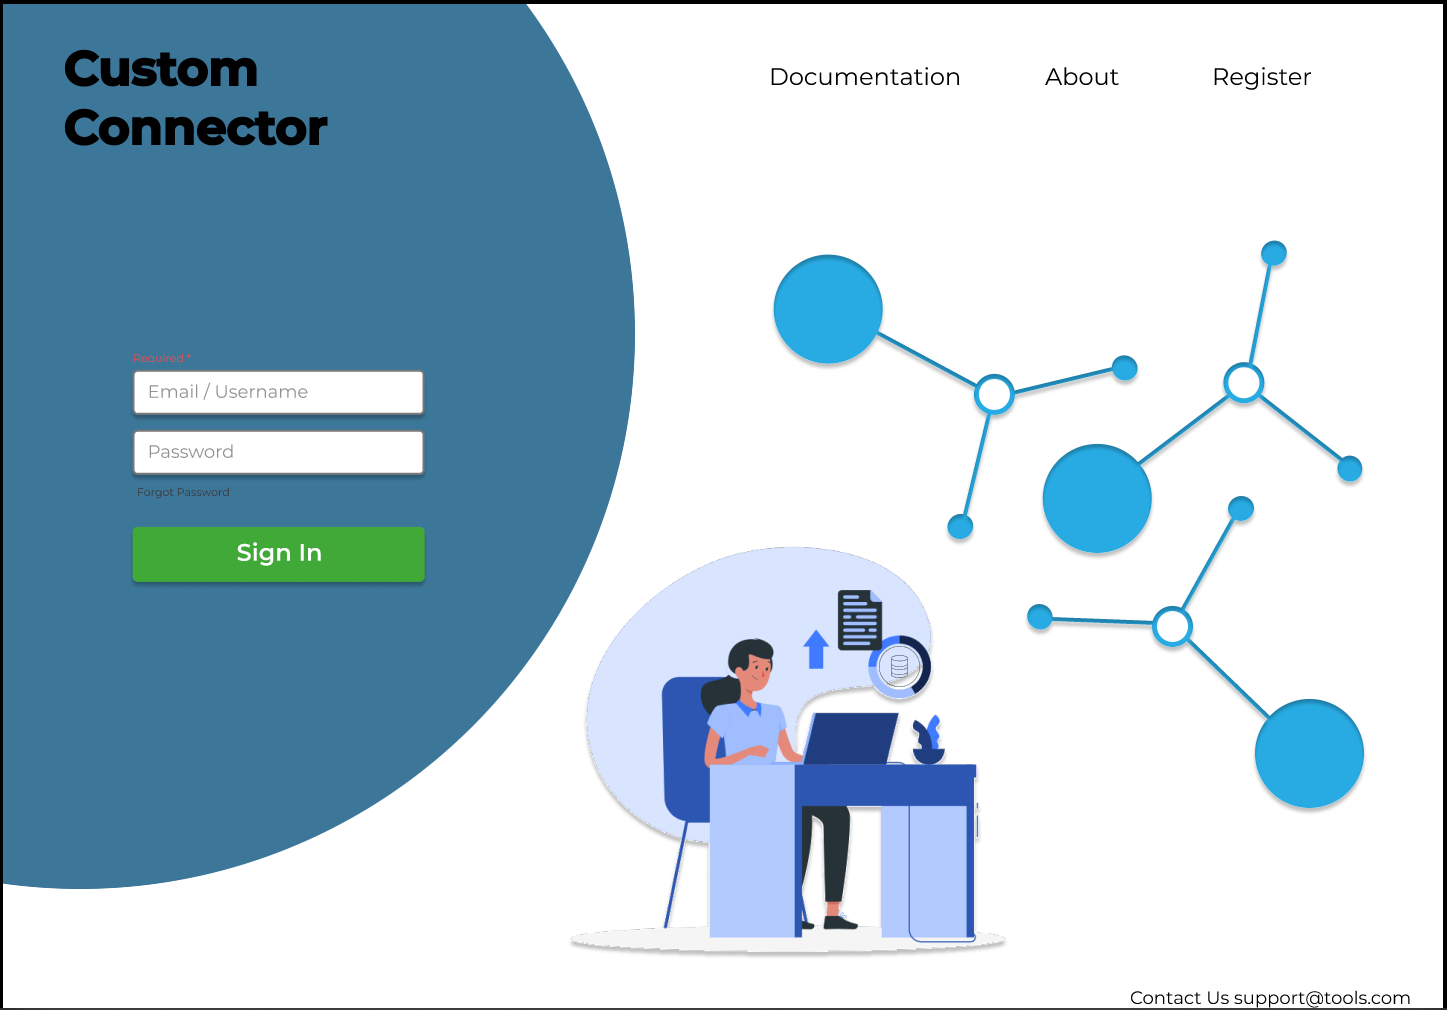 Custom
Connector
Documentation
About
Register
Required *
Email / Username
Password
Forgot Password
Sign In
Contact Us support@tools.com